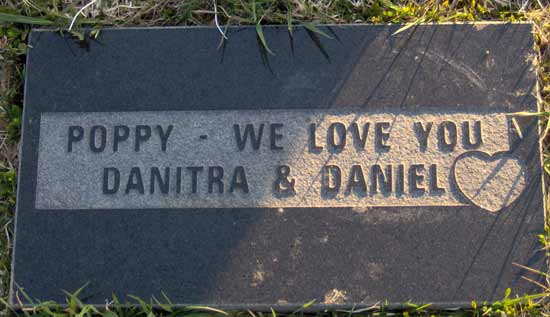 POPPY - WE LOVE YOU
DANITRA & DANIEL